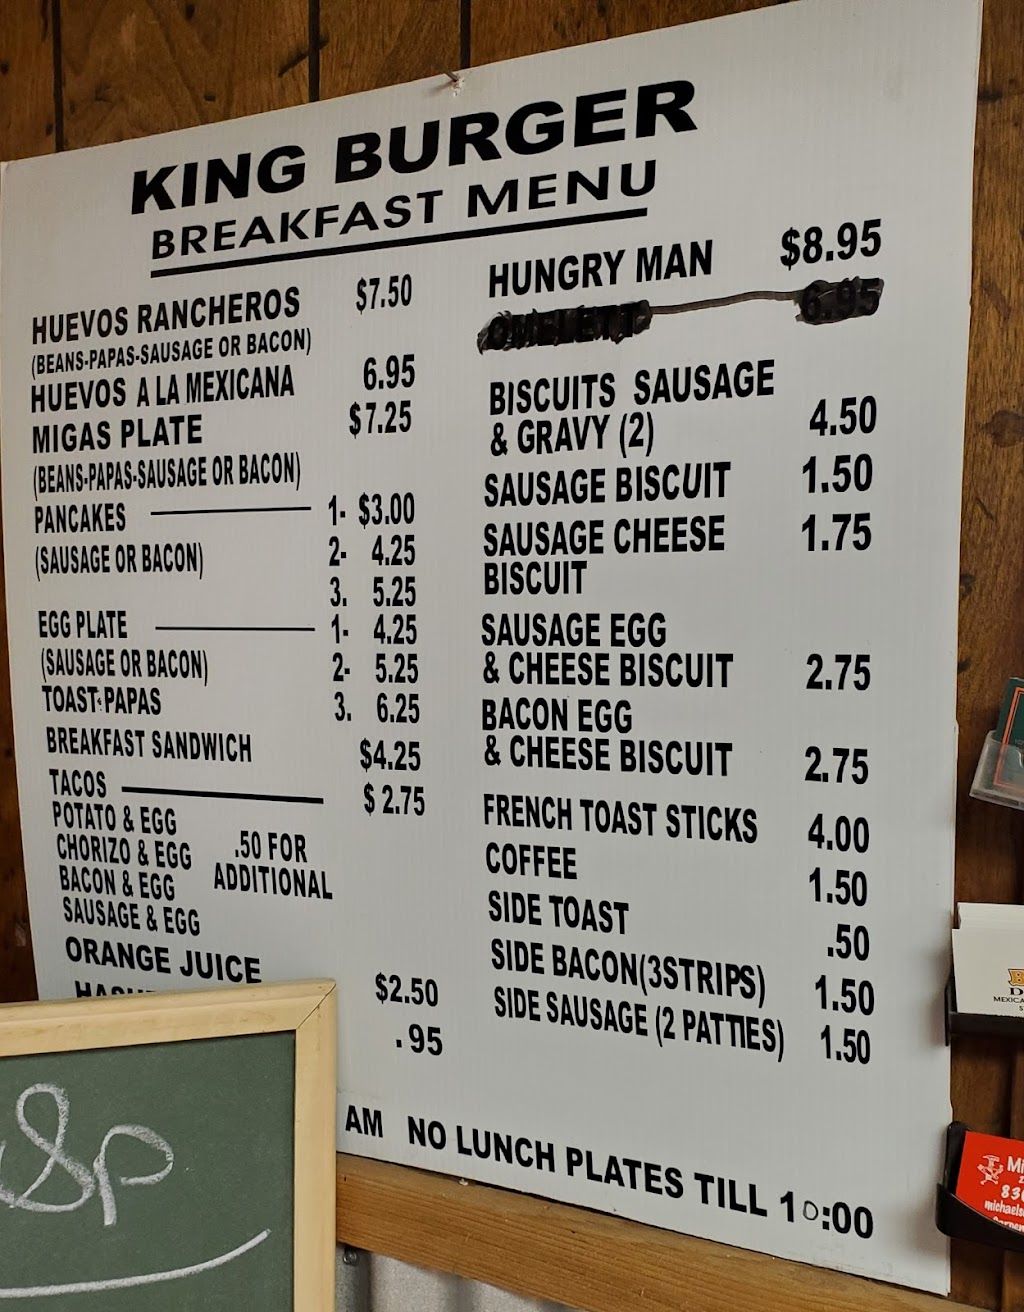 KING BURGER
BREAKFAST MENU
HUEVOS RANCHEROS $7.50
(BEANS-PAPAS-SAUSAGE OR BACON)
HUEVOS A LA MEXICANA 6.95
MIGAS PLATE $7.25
(BEANS-PAPAS-SAUSAGE OR BACON)
PANCAKES 1- $3.00
(SAUSAGE OR BACON) 2- 4.25
3. 5.25
EGG PLATE 1- 4.25
(SAUSAGE OR BACON) 2- 5.25
TOAST-PAPAS 3. 6.25
BREAKFAST SANDWICH $4.25
TACOS $2.75
POTATO & EGG
CHORIZO & EGG .50 FOR
BACON & EGG ADDITIONAL
SAUSAGE & EGG
ORANGE JUICE $2.50
.95
HUNGRY MAN $8.95
OMELETT 6.95
BISCUITS SAUSAGE
& GRAVY (2) 4.50
SAUSAGE BISCUIT 1.50
SAUSAGE CHEESE 1.75
BISCUIT
SAUSAGE EGG
& CHEESE BISCUIT 2.75
BACON EGG
& CHEESE BISCUIT 2.75
FRENCH TOAST STICKS 4.00
COFFEE 1.50
SIDE TOAST .50
SIDE BACON(3STRIPS) 1.50
SIDE SAUSAGE (2 PATTIES) 1.50
AM NO LUNCH PLATES TILL 10:00